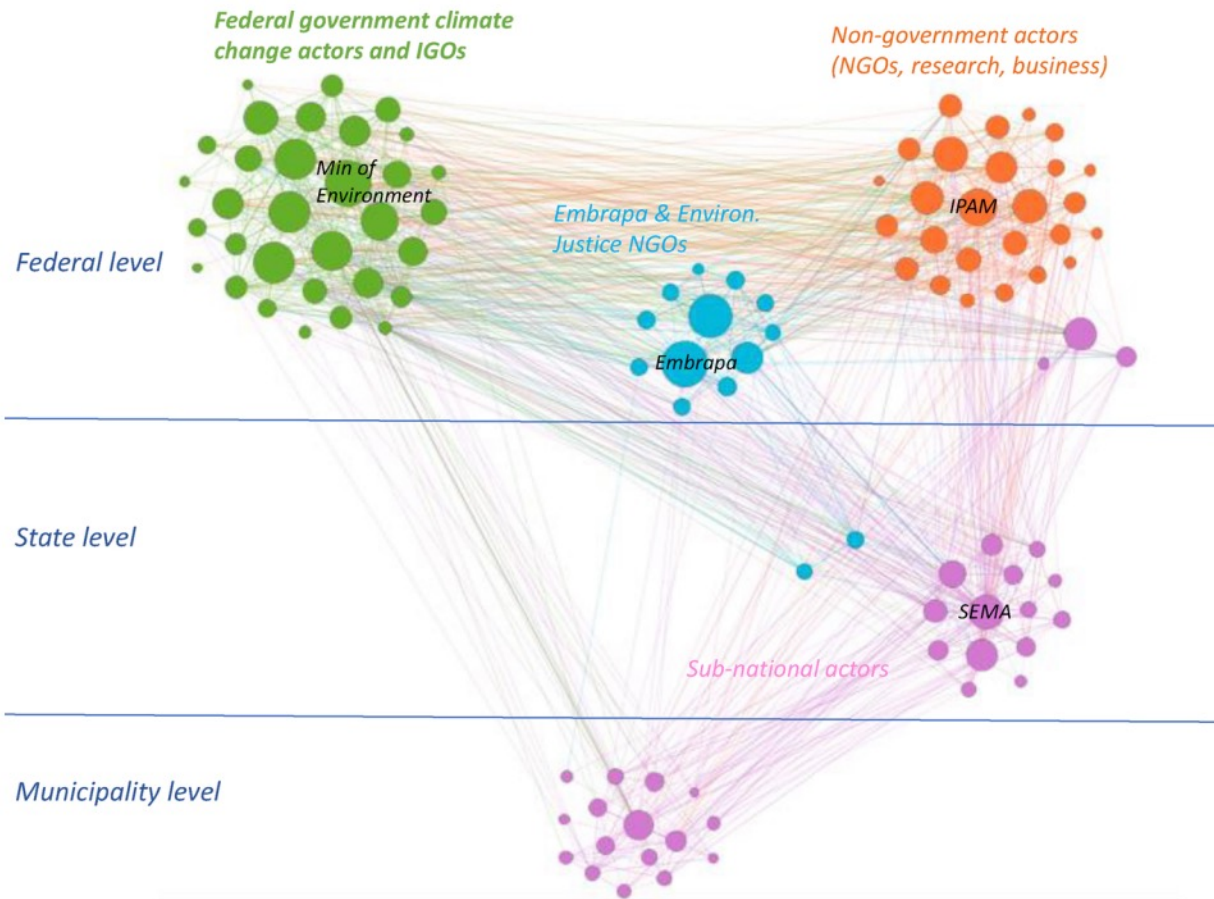 Federal government climate
change actors and IGOs
Non-government actors
(NGOs, research, business)
Min of
Environment
IPAM
Embrapa & Environ.
Justice NGOs
Federal level
Embrapa
State level
SEMA
Sub-national actors
Municipality level